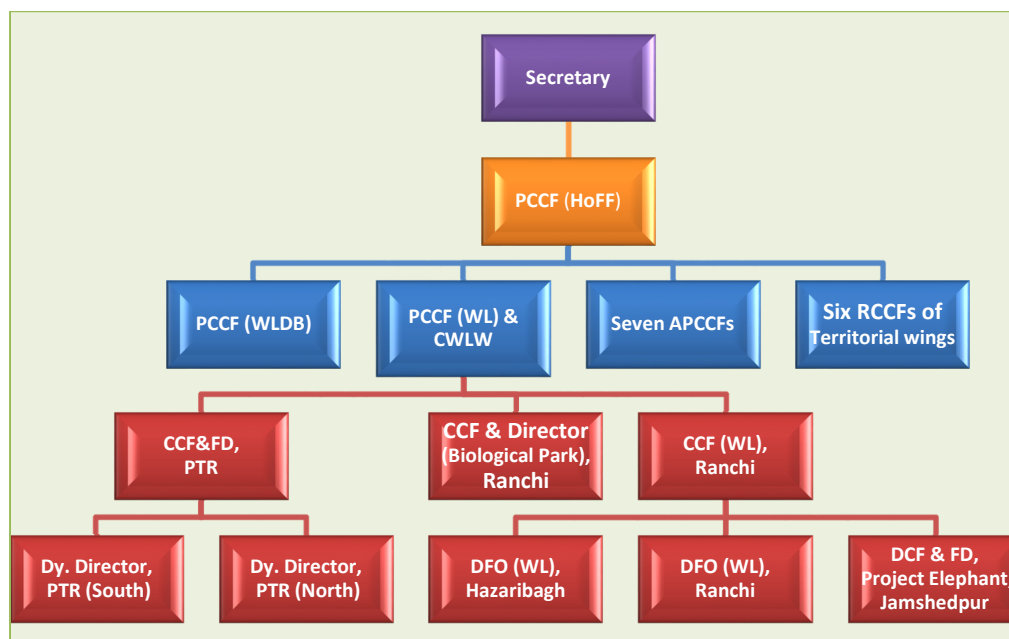 Secretary
PCCF (HoFF)
PCCF (WLDB)
PCCF (WL) &
CWLW
Seven APCCFs
Six RCCFs of
Territorial wings
CCF&FD,
PTR
CCF & Director
(Biological Park),
Ranchi
CCF (WL),
Ranchi
Dy. Director,
PTR (South)
Dy. Director,
PTR (North)
DFO (WL),
Hazaribagh
DFO (WL),
Ranchi
DCF & FD,
Project Elephant,
Jamshedpur